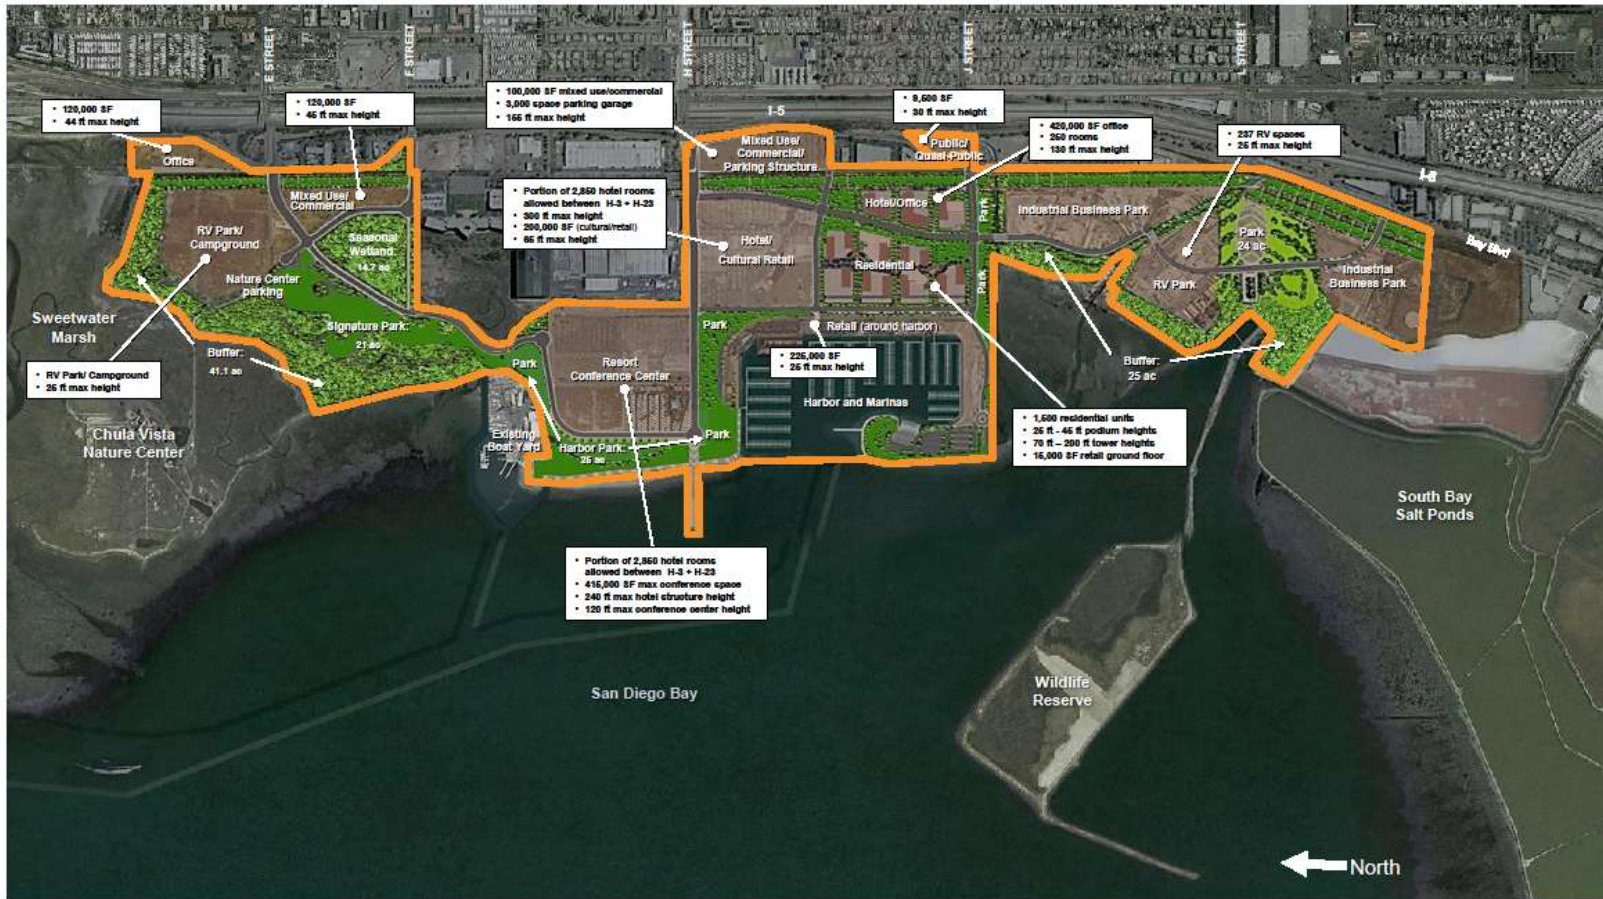 E STREET
F STREET
H STREET
J STREET
L STREET
• 120,000 SF
• 44 ft max height
• 120,000 SF
• 45 ft max height
• 100,000 SF mixed use/commercial
• 3,000 space parking garage
• 155 ft max height
I-5
• 9,500 SF
• 30 ft max height
• 420,000 SF office
• 250 rooms
• 130 ft max height
• 237 RV spaces
• 25 ft max height
I-5
Bay Blvd
Office
Mixed Use/
Commercial
Mixed Use/
Commercial/
Parking Structure
Public/
Quasi-Public
• Portion of 2,850 hotel rooms
allowed between H-3 + H-23
• 300 ft max height
• 200,000 SF (cultural/retail)
• 65 ft max height
Hotel/Office
Park
Industrial Business Park
Park
24 ac
RV Park/
Campground
Seasonal
Wetland
14.7 ac
Hotel/
Cultural Retail
Residential
Park
RV Park
Industrial
Business Park
Nature Center
parking
Sweetwater
Marsh
Signature Park:
21 ac
Park
Retail (around harbor)
Buffer:
41.1 ac
Park
Resort
Conference Center
• 225,000 SF
• 25 ft max height
Buffer:
25 ac
• RV Park/ Campground
• 25 ft max height
Harbor and Marinas
Chula Vista
Nature Center
Existing
Boat Yard
Harbor Park:
25 ac
Park
• 1,500 residential units
• 25 ft - 45 ft podium heights
• 70 ft – 200 ft tower heights
• 15,000 SF retail ground floor
South Bay
Salt Ponds
• Portion of 2,850 hotel rooms
allowed between H-3 + H-23
• 415,000 SF max conference space
• 240 ft max hotel structure height
• 120 ft max conference center height
San Diego Bay
Wildlife
Reserve
North